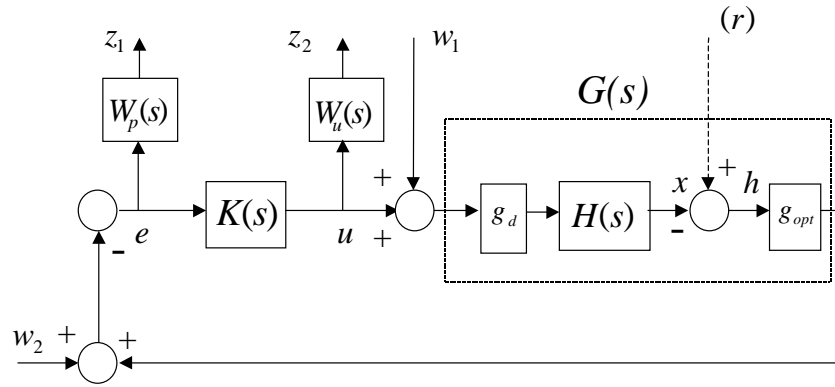 z1 z2 w1 (r)
G(s)
Wp(s) Wu(s)
+ + x h
K(s) gd H(s) gopt
- e u + -
w2 + +